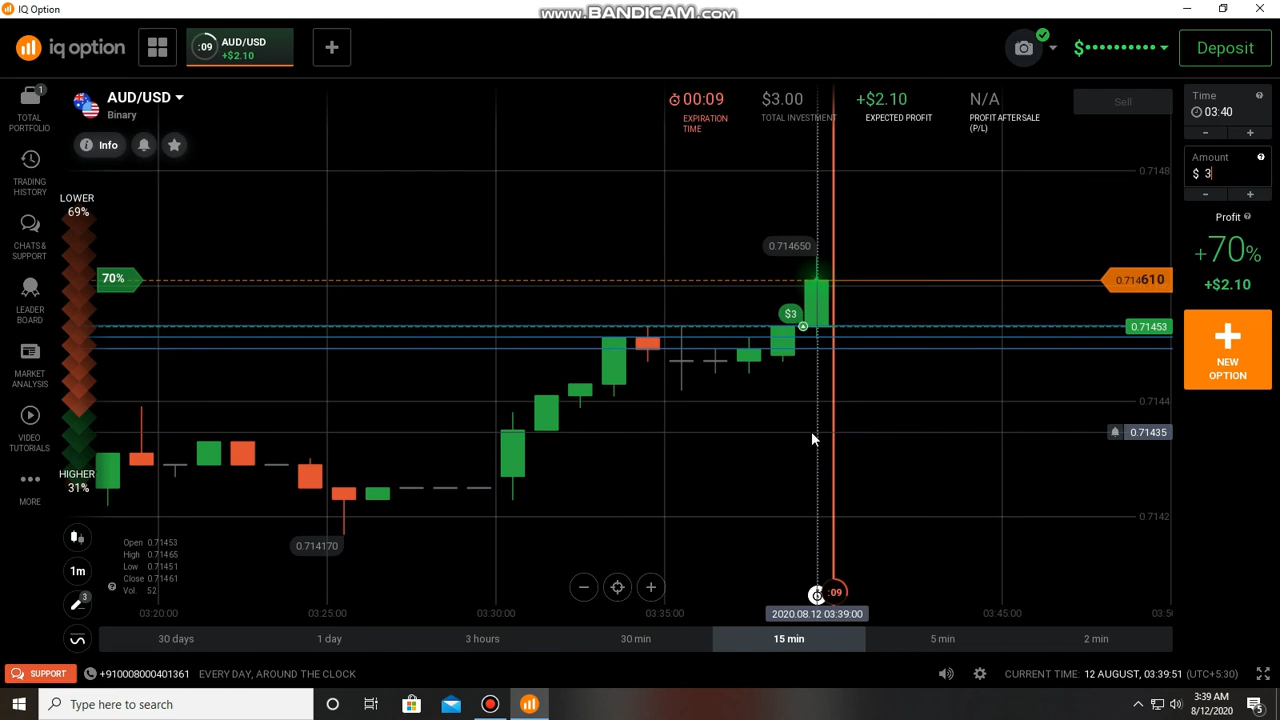 IQ Option
www.BANDICAM.com
iq option
:09
AUD/USD
+$2.10
$••••••••••
Deposit
1
TOTAL
PORTFOLIO
TRADING
HISTORY
CHATS &
SUPPORT
LEADER
BOARD
MARKET
ANALYSIS
VIDEO
TUTORIALS
MORE
AUD/USD
Binary
Info
LOWER
69%
70%
HIGHER
31%
00:09
EXPIRATION
TIME
$3.00
TOTAL INVESTMENT
+$2.10
EXPECTED PROFIT
N/A
PROFIT AFTER SALE
(P/L)
Sell
Time
03:40
Amount
$ 3
Profit
+70%
+$2.10
NEW
OPTION
0.7148
0.714650
0.714610
$3
0.71453
0.7144
0.71435
0.7142
0.714170
Open 0.71453
High 0.71465
Low 0.71451
Close 0.71461
Vol. 52
1m
3
:09
03:20:00
03:25:00
03:30:00
03:35:00
2020.08.12 03:39:00
03:45:00
03:50
30 days
1 day
3 hours
30 min
15 min
5 min
2 min
SUPPORT
+910008000401361
EVERY DAY, AROUND THE CLOCK
CURRENT TIME: 12 AUGUST, 03:39:51 (UTC+5:30)
Type here to search
3:39 AM
8/12/2020
5